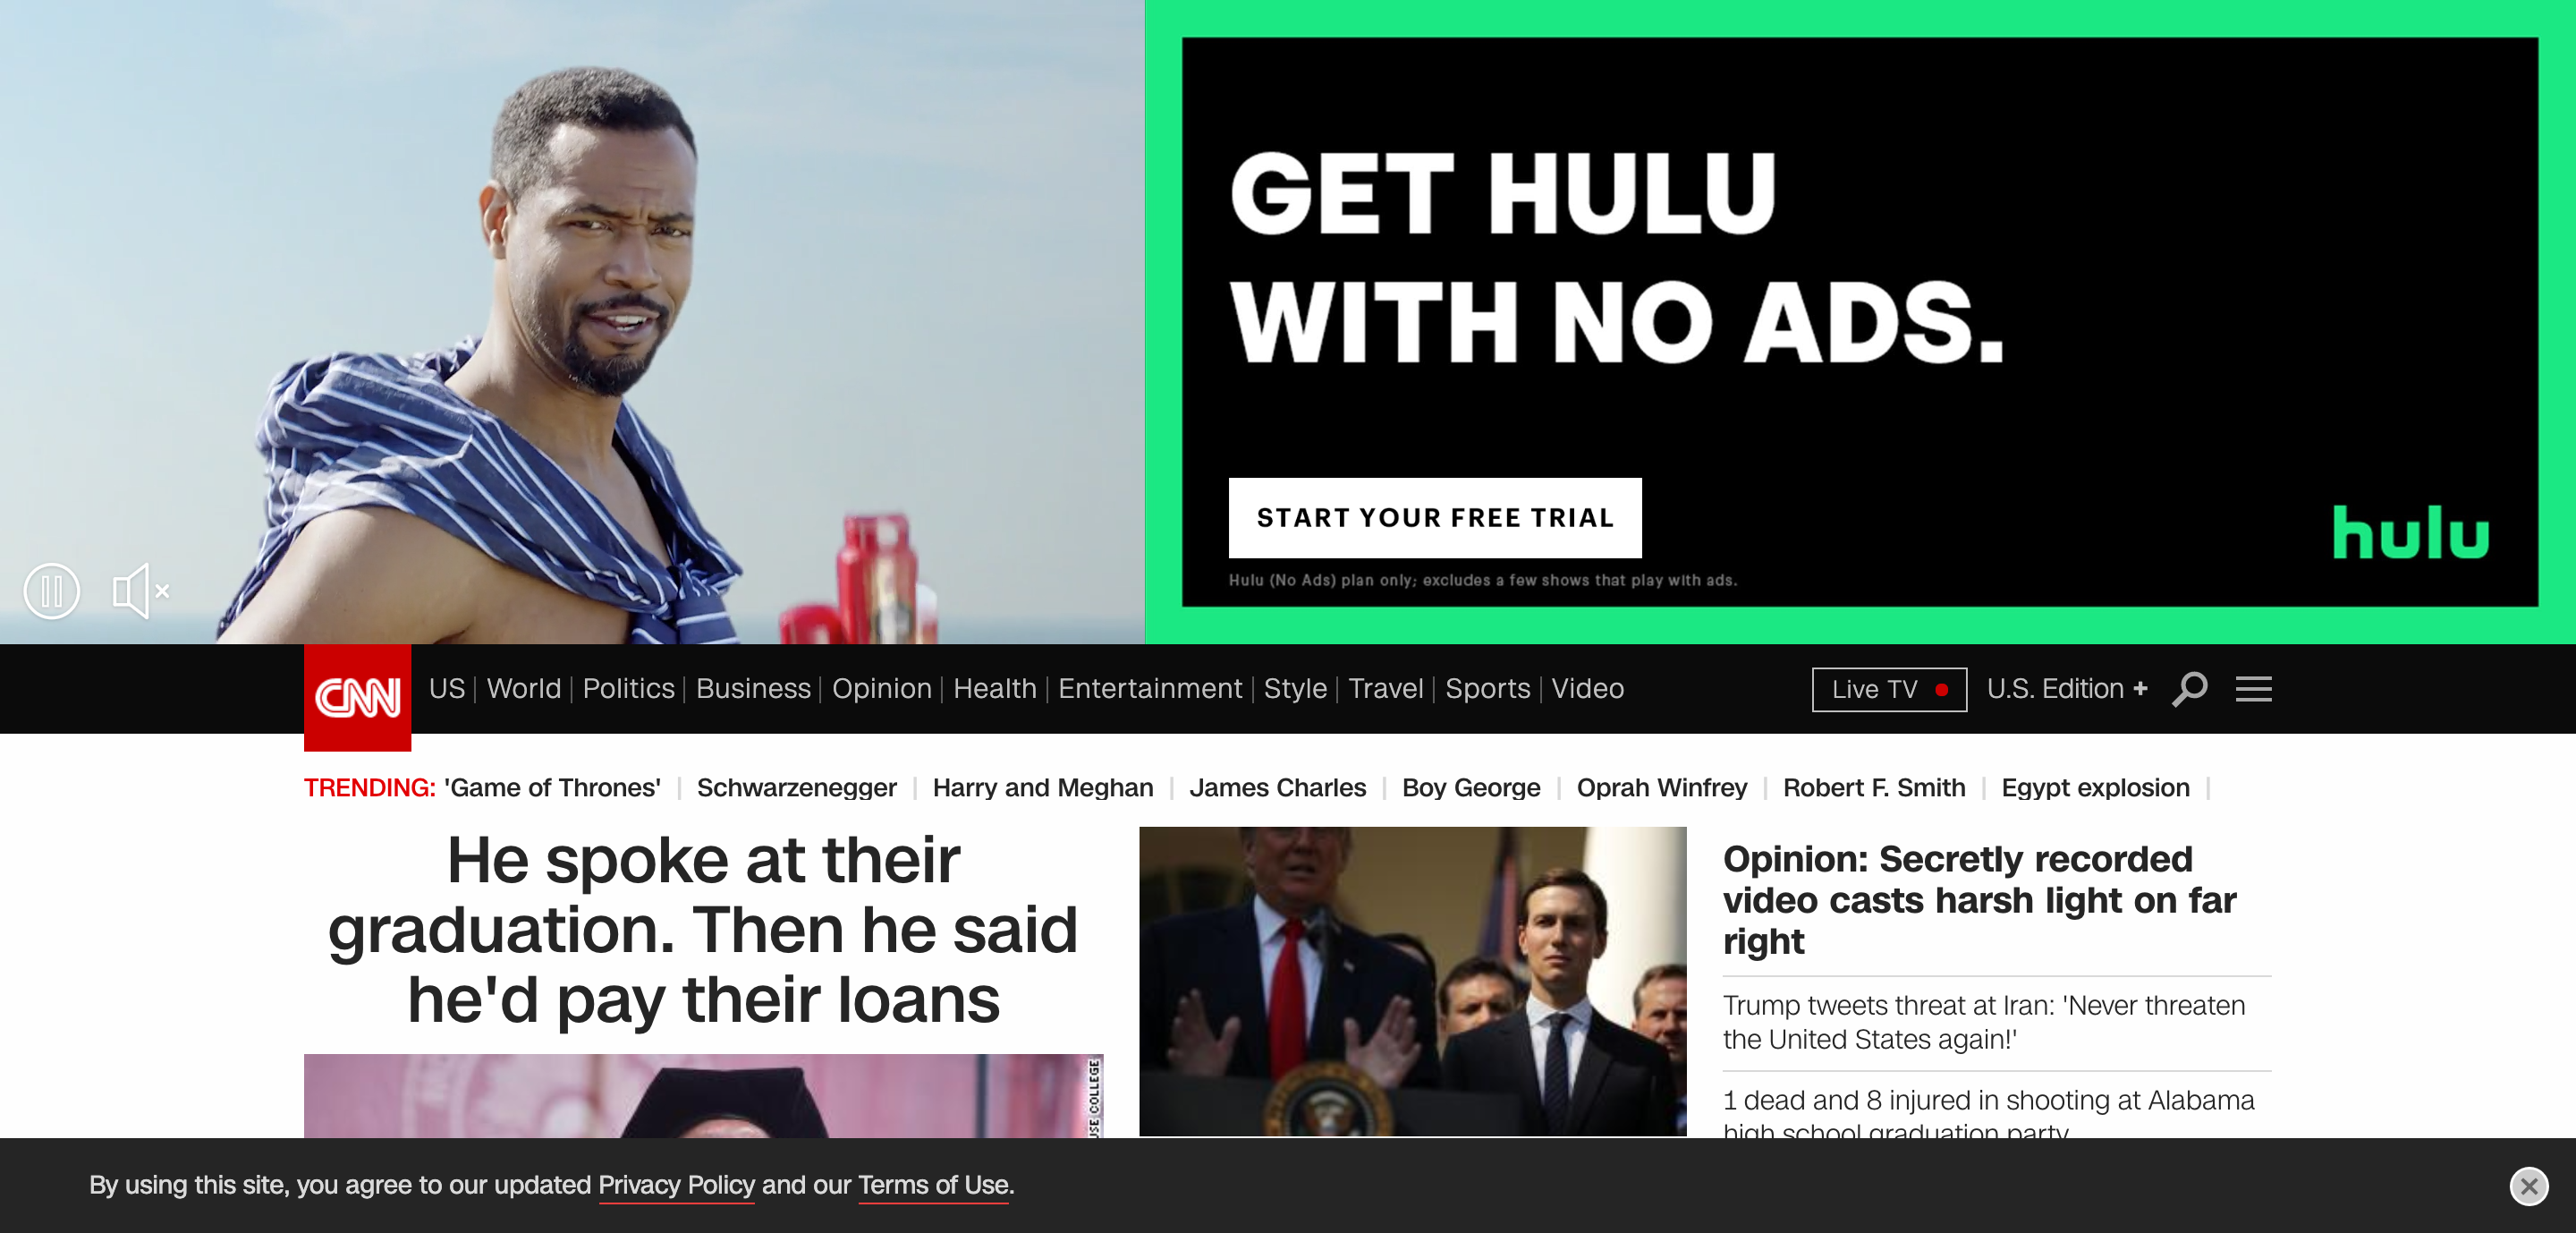 GET HULU
WITH NO ADS.
START YOUR FREE TRIAL
hulu
Hulu (No Ads) plan only; excludes a few shows that play with ads.
CNN
US | World | Politics | Business | Opinion | Health | Entertainment | Style | Travel | Sports | Video
Live TV
U.S. Edition +
TRENDING: 'Game of Thrones' | Schwarzenegger | Harry and Meghan | James Charles | Boy George | Oprah Winfrey | Robert F. Smith | Egypt explosion |
He spoke at their
graduation. Then he said
he'd pay their loans
COLLEGE
Opinion: Secretly recorded
video casts harsh light on far
right
Trump tweets threat at Iran: 'Never threaten
the United States again!'
1 dead and 8 injured in shooting at Alabama
high school graduation party
By using this site, you agree to our updated Privacy Policy and our Terms of Use.